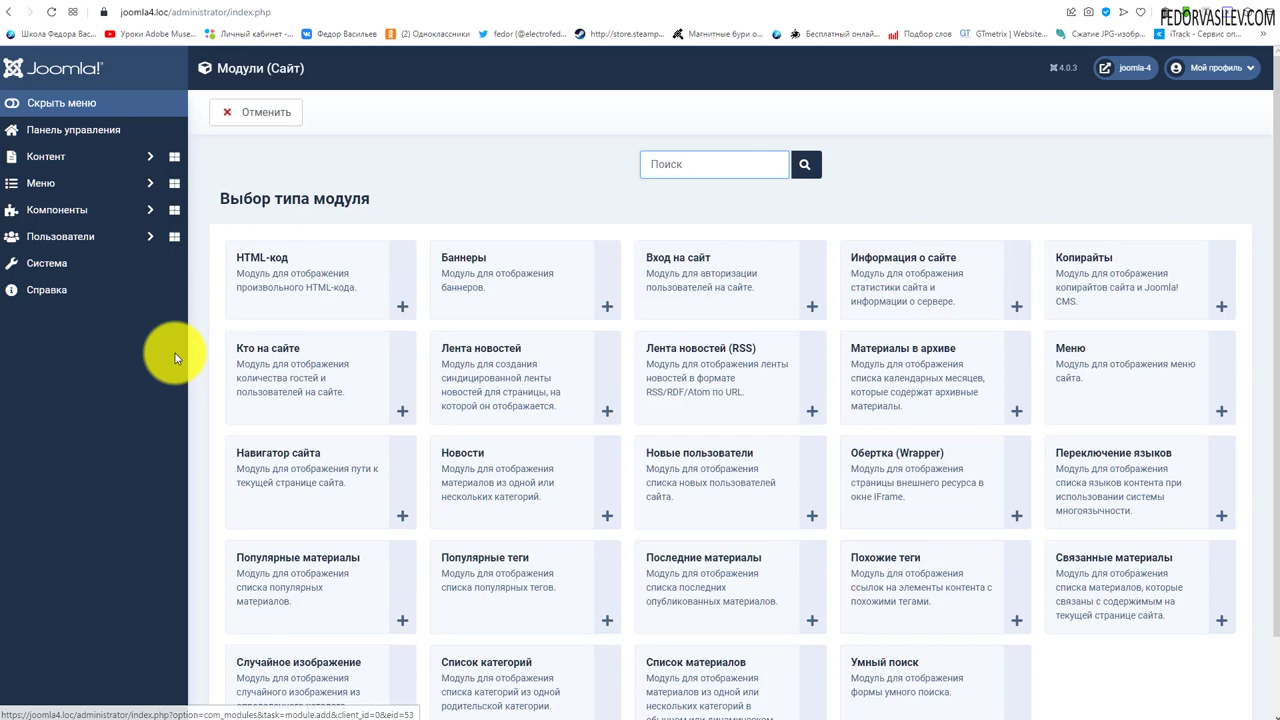 joomla4.loc/administrator/index.php
FEDORVASILEV.COM
Школа Федора Вас...
Уроки Adobe Muse...
Личный кабинет -...
Федор Васильев
(2) Одноклассники
fedor (@electrofed...
http://store.steamp...
Магнитные бури о...
Бесплатный онлай...
Подбор слов
GTmetrix | Website...
Сжатие JPG-изобр...
iTrack - Сервис оп...
Joomla!
Модули (Сайт)
4.0.3
joomla-4
Мой профиль
Скрыть меню
Отменить
Панель управления
Контент
Меню
Компоненты
Пользователи
Система
Справка
Поиск
Выбор типа модуля
HTML-код
Модуль для отображения
произвольного HTML-кода.
Баннеры
Модуль для отображения
баннеров.
Вход на сайт
Модуль для авторизации
пользователей на сайте.
Информация о сайте
Модуль для отображения
статистики сайта и
информации о сервере.
Копирайты
Модуль для отображения
копирайтов сайта и Joomla!
CMS.
Кто на сайте
Модуль для отображения
количества гостей и
пользователей на сайте.
Лента новостей
Модуль для создания
синдицированной ленты
новостей для страницы, на
которой он отображается.
Лента новостей (RSS)
Модуль для отображения ленты
новостей в формате
RSS/RDF/Atom по URL.
Материалы в архиве
Модуль для отображения
списка календарных месяцев,
которые содержат архивные
материалы.
Меню
Модуль для отображения меню
сайта.
Навигатор сайта
Модуль для отображения пути к
текущей странице сайта.
Новости
Модуль для отображения
материалов из одной или
нескольких категорий.
Новые пользователи
Модуль для отображения
списка новых пользователей
сайта.
Обертка (Wrapper)
Модуль для отображения
страницы внешнего ресурса в
окне IFrame.
Переключение языков
Модуль для отображения
списка языков контента при
использовании системы
многоязычности.
Популярные материалы
Модуль для отображения
списка популярных
материалов.
Популярные теги
Модуль для отображения
списка популярных тегов.
Последние материалы
Модуль для отображения
списка последних
опубликованных материалов.
Похожие теги
Модуль для отображения
ссылок на элементы контента с
похожими тегами.
Связанные материалы
Модуль для отображения
списка материалов, которые
связаны с содержимым на
текущей странице сайта.
Случайное изображение
Модуль для отображения
случайного изображения из
Список категорий
Модуль для отображения
списка категорий из одной
родительской категории.
Список материалов
Модуль для отображения
материалов из одной или
нескольких категорий в
Умный поиск
Модуль для отображения
формы умного поиска.
https://joomla4.loc/administrator/index.php?option=com_modules&task=module.add&client_id=0&eid=53